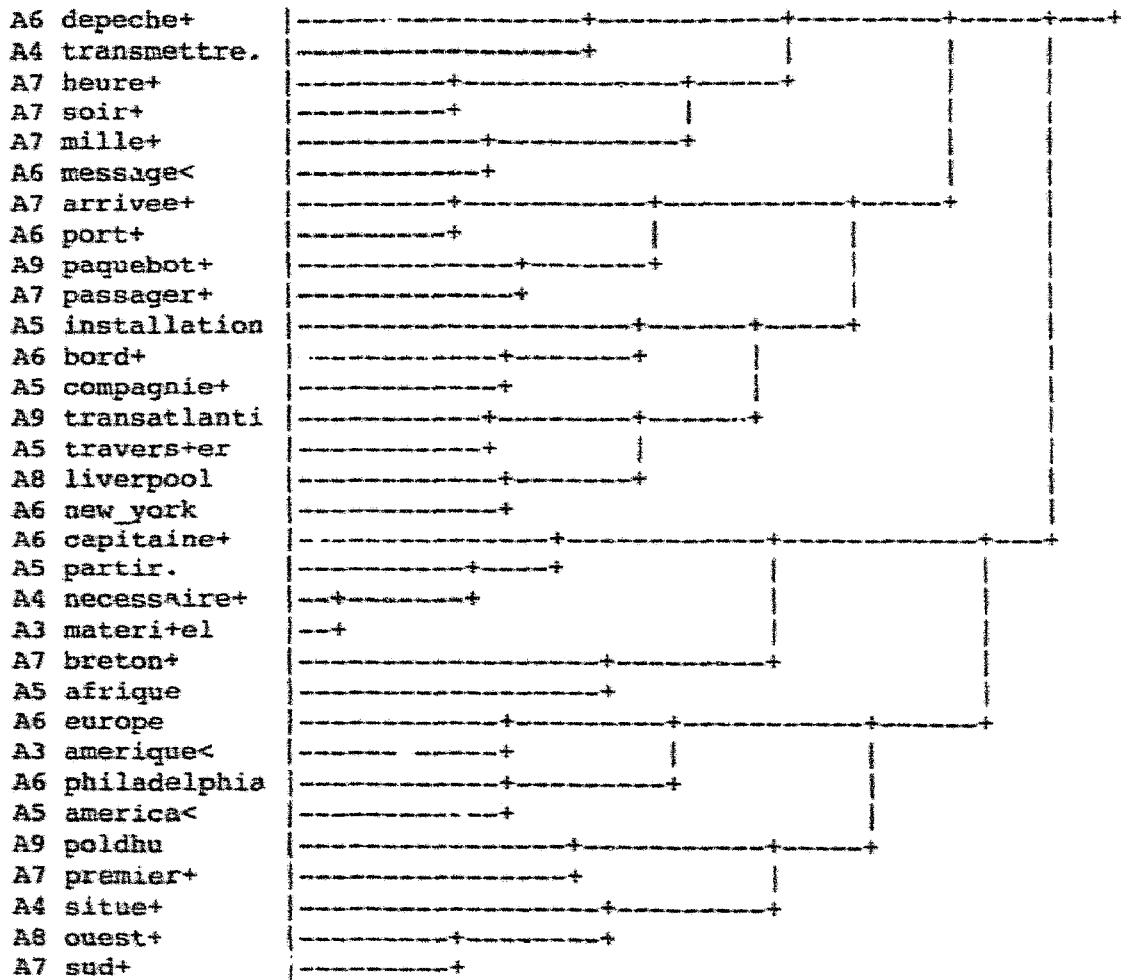 A6 depeche+
A4 transmettre.
A7 heure+
A7 soir+
A7 mille+
A6 message<
A7 arrivee+
A6 port+
A9 paquebot+
A7 passager+
A5 installation
A6 bord+
A5 compagnie+
A9 transatlanti
A5 travers+er
A8 liverpool
A6 new_york
A6 capitaine+
A5 partir.
A4 necessaire+
A3 materi+el
A7 breton+
A5 afrique
A6 europe
A3 amerique<
A6 philadelphia
A5 america<
A9 poldhu
A7 premier+
A4 situe+
A8 ouest+
A7 sud+